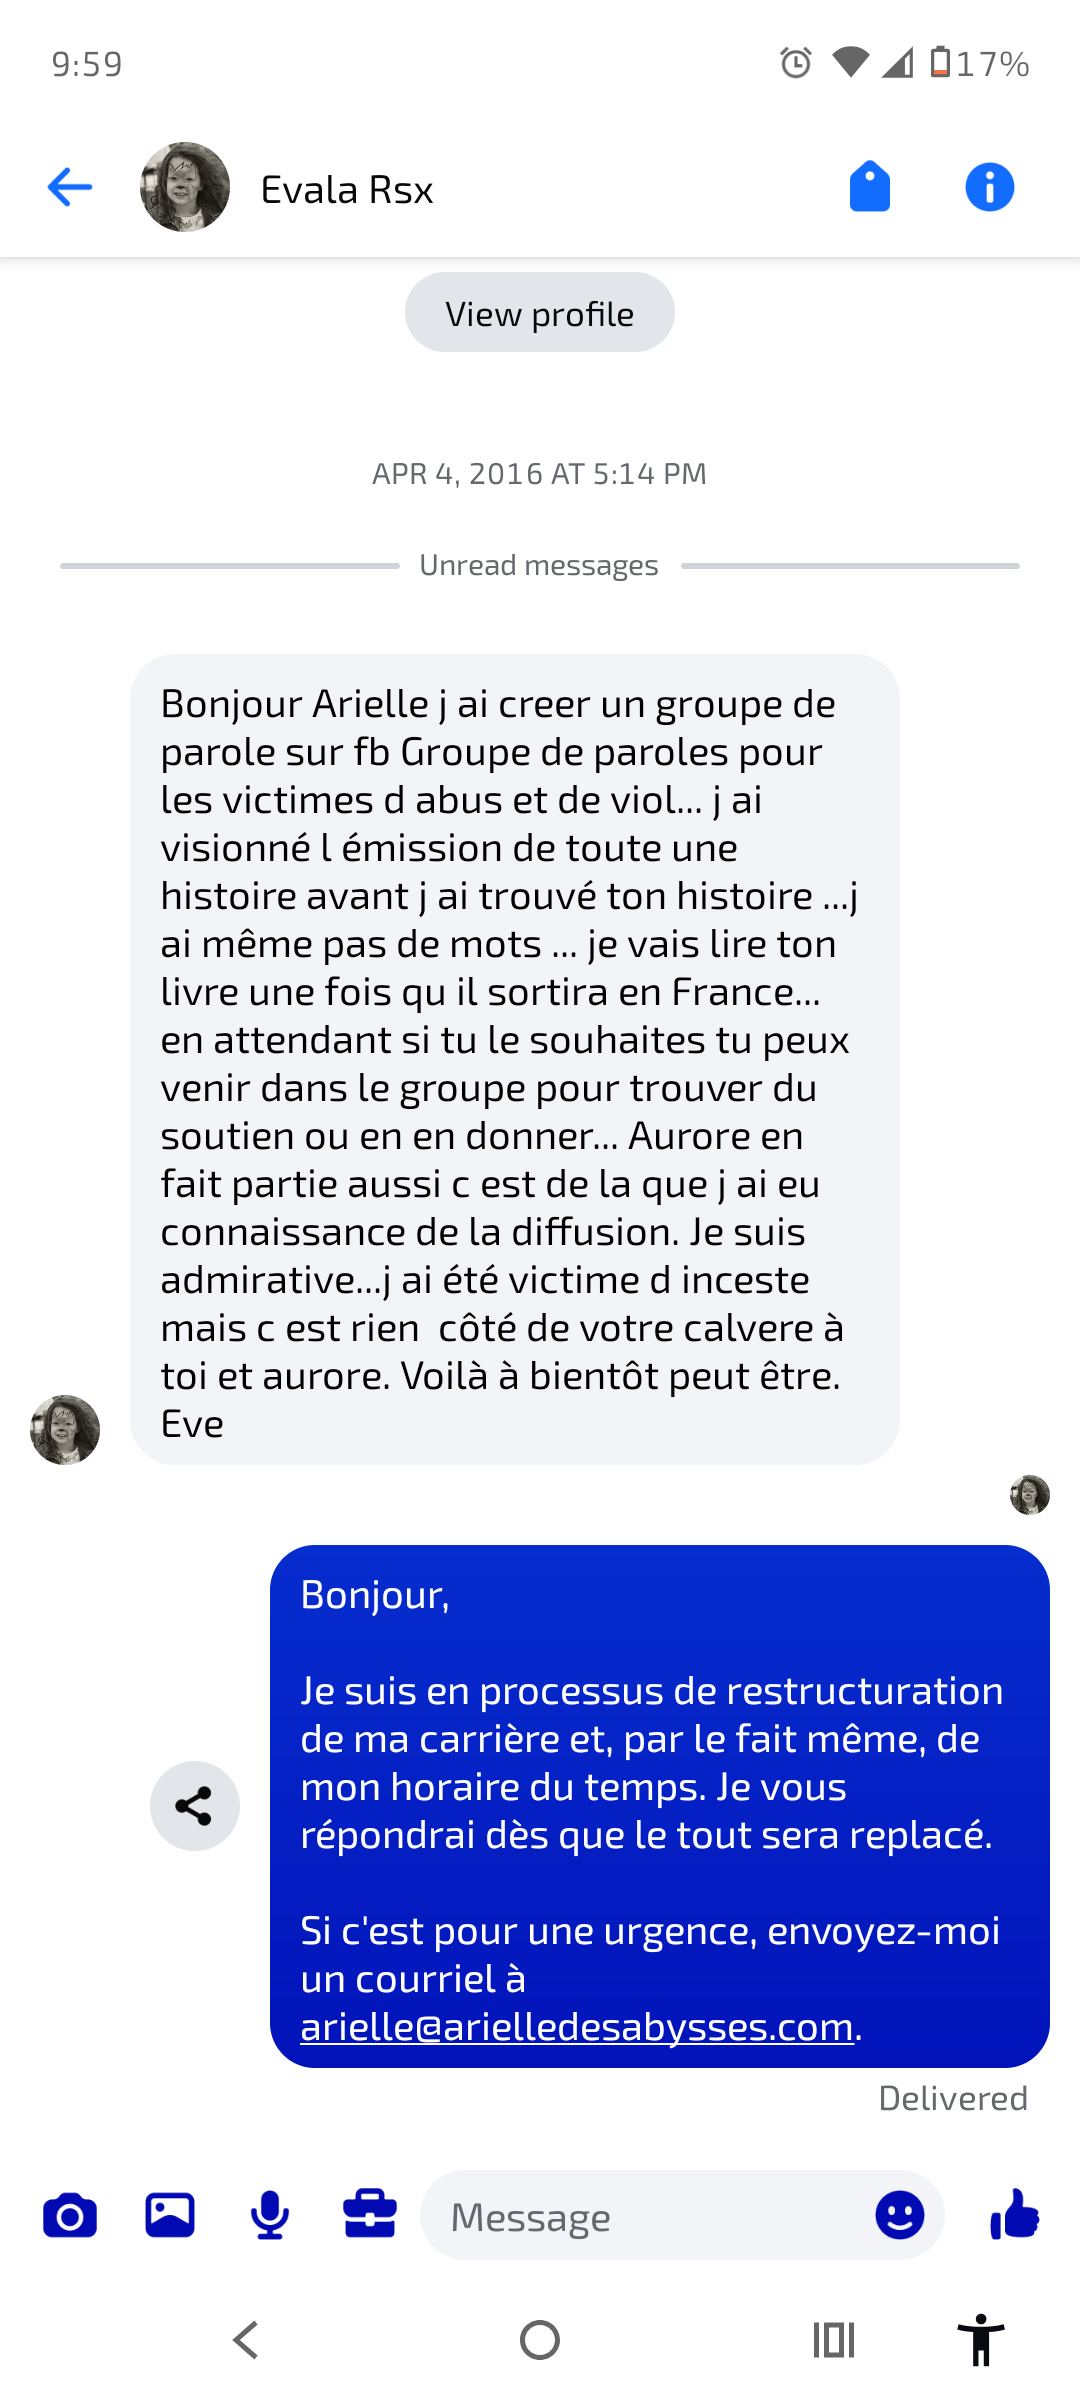 9:59
17%
Evala Rsx
View profile
APR 4, 2016 AT 5:14 PM
Unread messages
Bonjour Arielle j ai creer un groupe de
parole sur fb Groupe de paroles pour
les victimes d abus et de viol... j ai
visionné l émission de toute une
histoire avant j ai trouvé ton histoire ...j
ai même pas de mots ... je vais lire ton
livre une fois qu il sortira en France...
en attendant si tu le souhaites tu peux
venir dans le groupe pour trouver du
soutien ou en en donner... Aurore en
fait partie aussi c est de la que j ai eu
connaissance de la diffusion. Je suis
admirative...j ai été victime d inceste
mais c est rien  côté de votre calvere à
toi et aurore. Voilà à bientôt peut être.
Eve
Bonjour,
Je suis en processus de restructuration
de ma carrière et, par le fait même, de
mon horaire du temps. Je vous
répondrai dès que le tout sera replacé.
Si c'est pour une urgence, envoyez-moi
un courriel à
arielle@arielledesabysses.com.
Delivered
Message